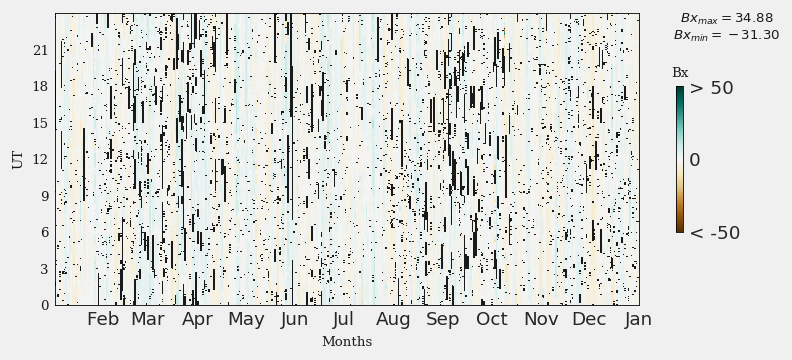 Bx_max = 34.88
Bx_min = −31.30
Bx
> 50
0
< -50
UT
21
18
15
12
9
6
3
0
Feb Mar Apr May Jun Jul Aug Sep Oct Nov Dec Jan
Months